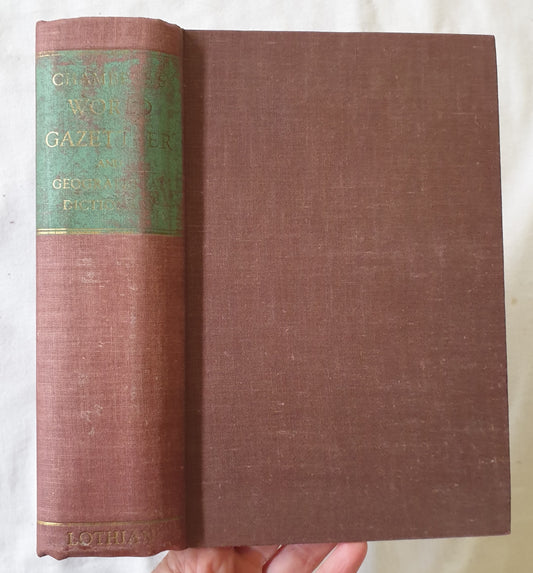 CHAMBERS'S
WORLD
GAZETTEER
AND
GEOGRAPHICAL
DICTIONARY
LOTHIAN